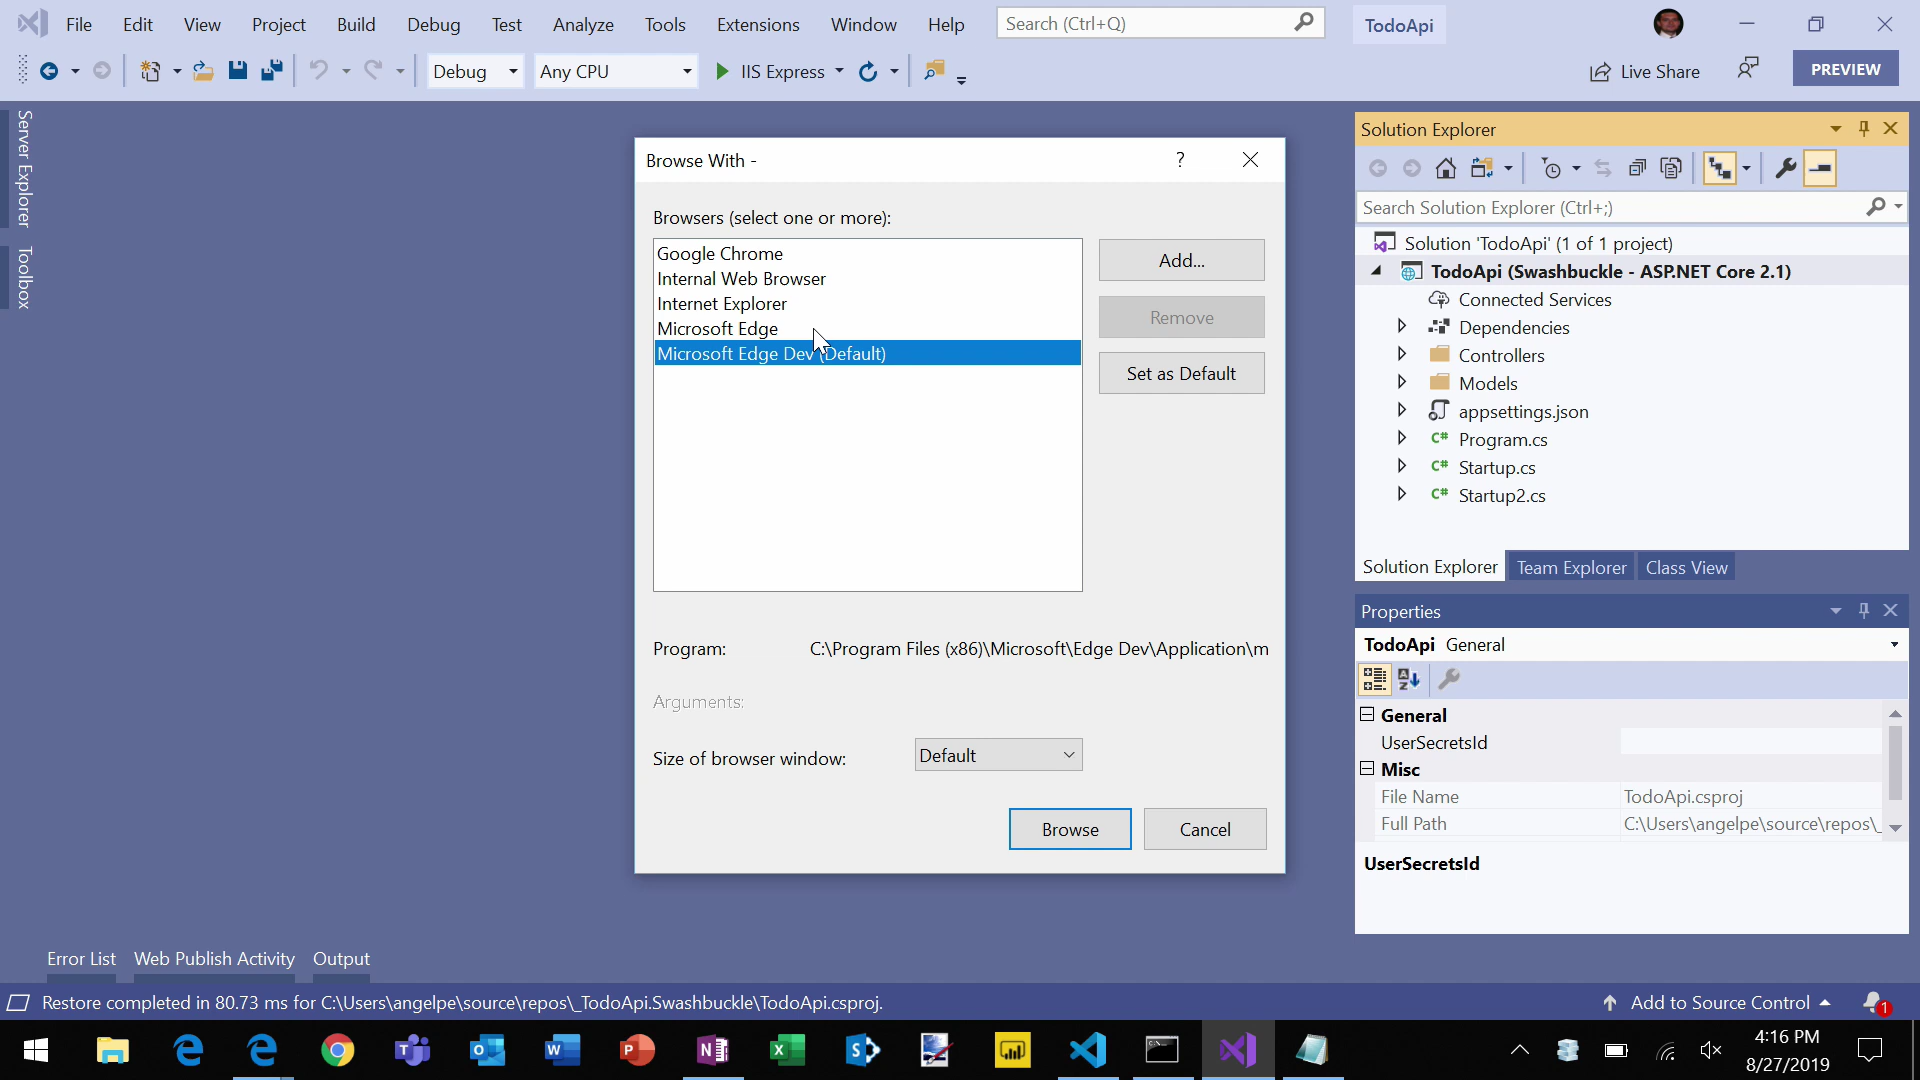 File Edit View Project Build Debug Test Analyze Tools Extensions Window Help Search (Ctrl+Q) TodoApi
Debug Any CPU IIS Express Live Share PREVIEW
Server Explorer
Toolbox
Browse With -
?
Browsers (select one or more):
Google Chrome
Internal Web Browser
Internet Explorer
Microsoft Edge
Microsoft Edge Dev (Default)
Add...
Remove
Set as Default
Program: C:\Program Files (x86)\Microsoft\Edge Dev\Application\m
Arguments:
Size of browser window: Default
Browse Cancel
Solution Explorer
Search Solution Explorer (Ctrl+;)
Solution 'TodoApi' (1 of 1 project)
TodoApi (Swashbuckle - ASP.NET Core 2.1)
Connected Services
Dependencies
Controllers
Models
appsettings.json
C# Program.cs
C# Startup.cs
C# Startup2.cs
Solution Explorer Team Explorer Class View
Properties
TodoApi General
General
UserSecretsId
Misc
File Name TodoApi.csproj
Full Path C:\Users\angelpe\source\repos\_
UserSecretsId
Error List Web Publish Activity Output
Restore completed in 80.73 ms for C:\Users\angelpe\source\repos\_TodoApi.Swashbuckle\TodoApi.csproj.
Add to Source Control 1
4:16 PM
8/27/2019